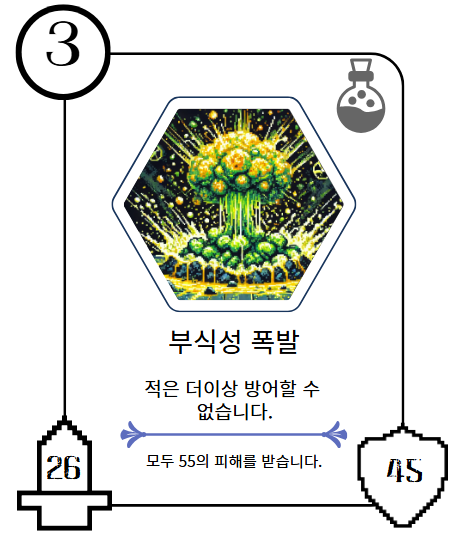 3
부식성 폭발
적은 더이상 방어할 수
없습니다.
모두 55의 피해를 받습니다.
26
45